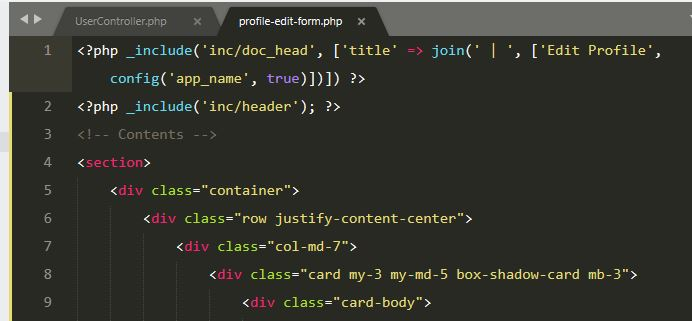 UserController.php × profile-edit-form.php ×
1 <?php _include('inc/doc_head', ['title' => join(' | ', ['Edit Profile',
config('app_name', true)])]) ?>
2 <?php _include('inc/header'); ?>
3 <!-- Contents -->
4 <section>
5 <div class="container">
6 <div class="row justify-content-center">
7 <div class="col-md-7">
8 <div class="card my-3 my-md-5 box-shadow-card mb-3">
9 <div class="card-body">